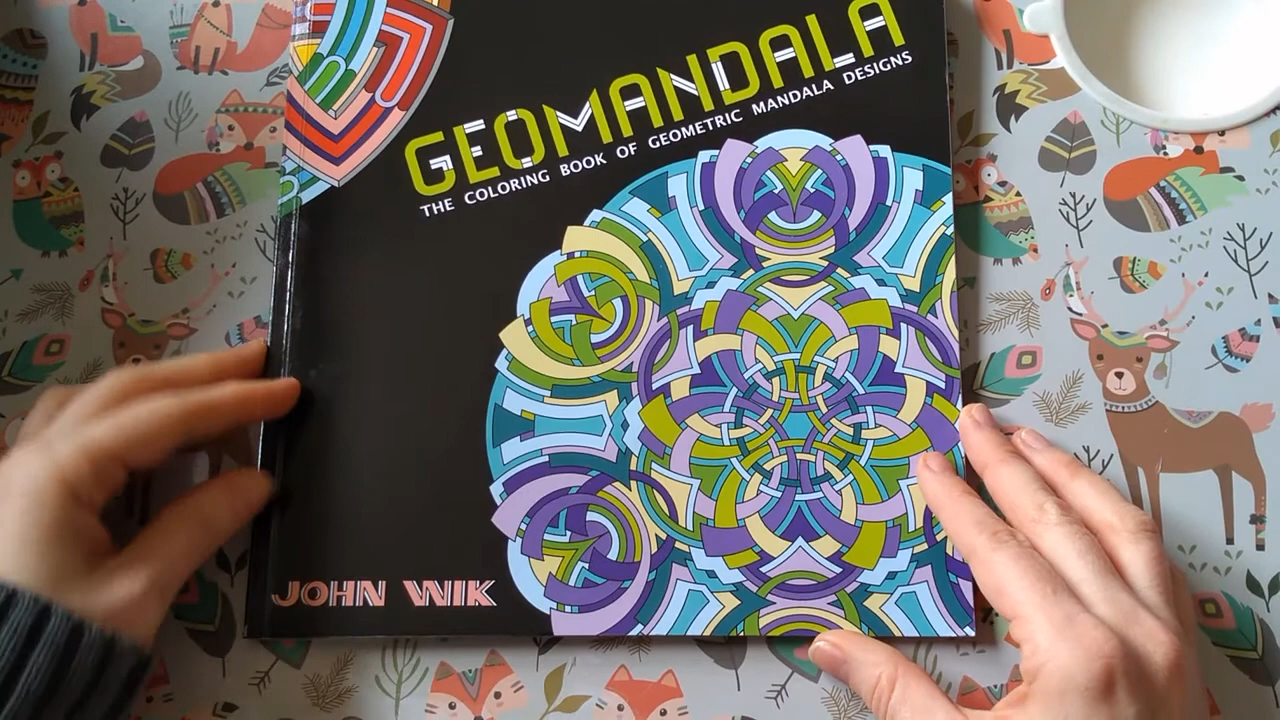 GEOMANDALA
THE COLORING BOOK OF GEOMETRIC MANDALA DESIGNS
JOHN WIK